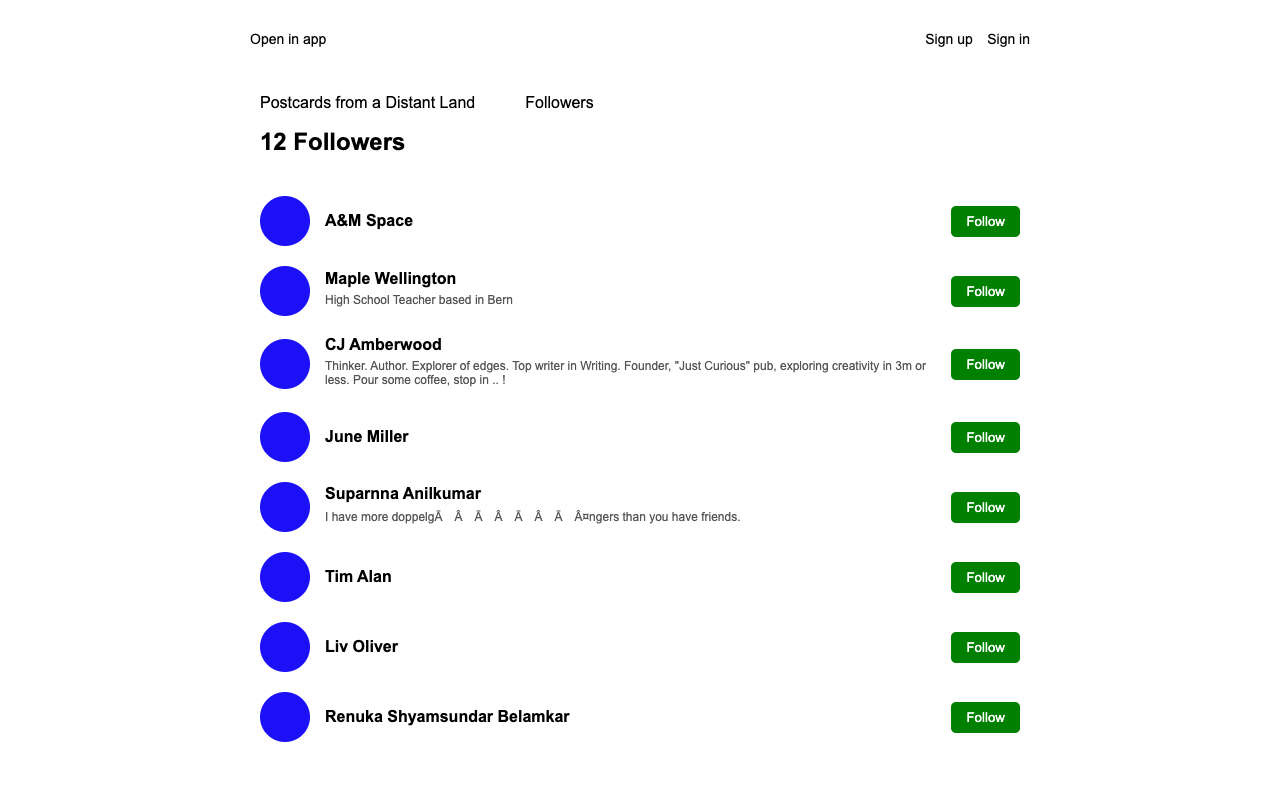 Open in app Sign up Sign in
Postcards from a Distant Land Followers
12 Followers
A&M Space Follow
Maple Wellington
High School Teacher based in Bern Follow
CJ Amberwood
Thinker. Author. Explorer of edges. Top writer in Writing. Founder, "Just Curious" pub, exploring creativity in 3m or
less. Pour some coffee, stop in .. ! Follow
June Miller Follow
Suparnna Anilkumar
I have more doppelgÃ Â Ã Â Ã Â Ã Â¤ngers than you have friends. Follow
Tim Alan Follow
Liv Oliver Follow
Renuka Shyamsundar Belamkar Follow